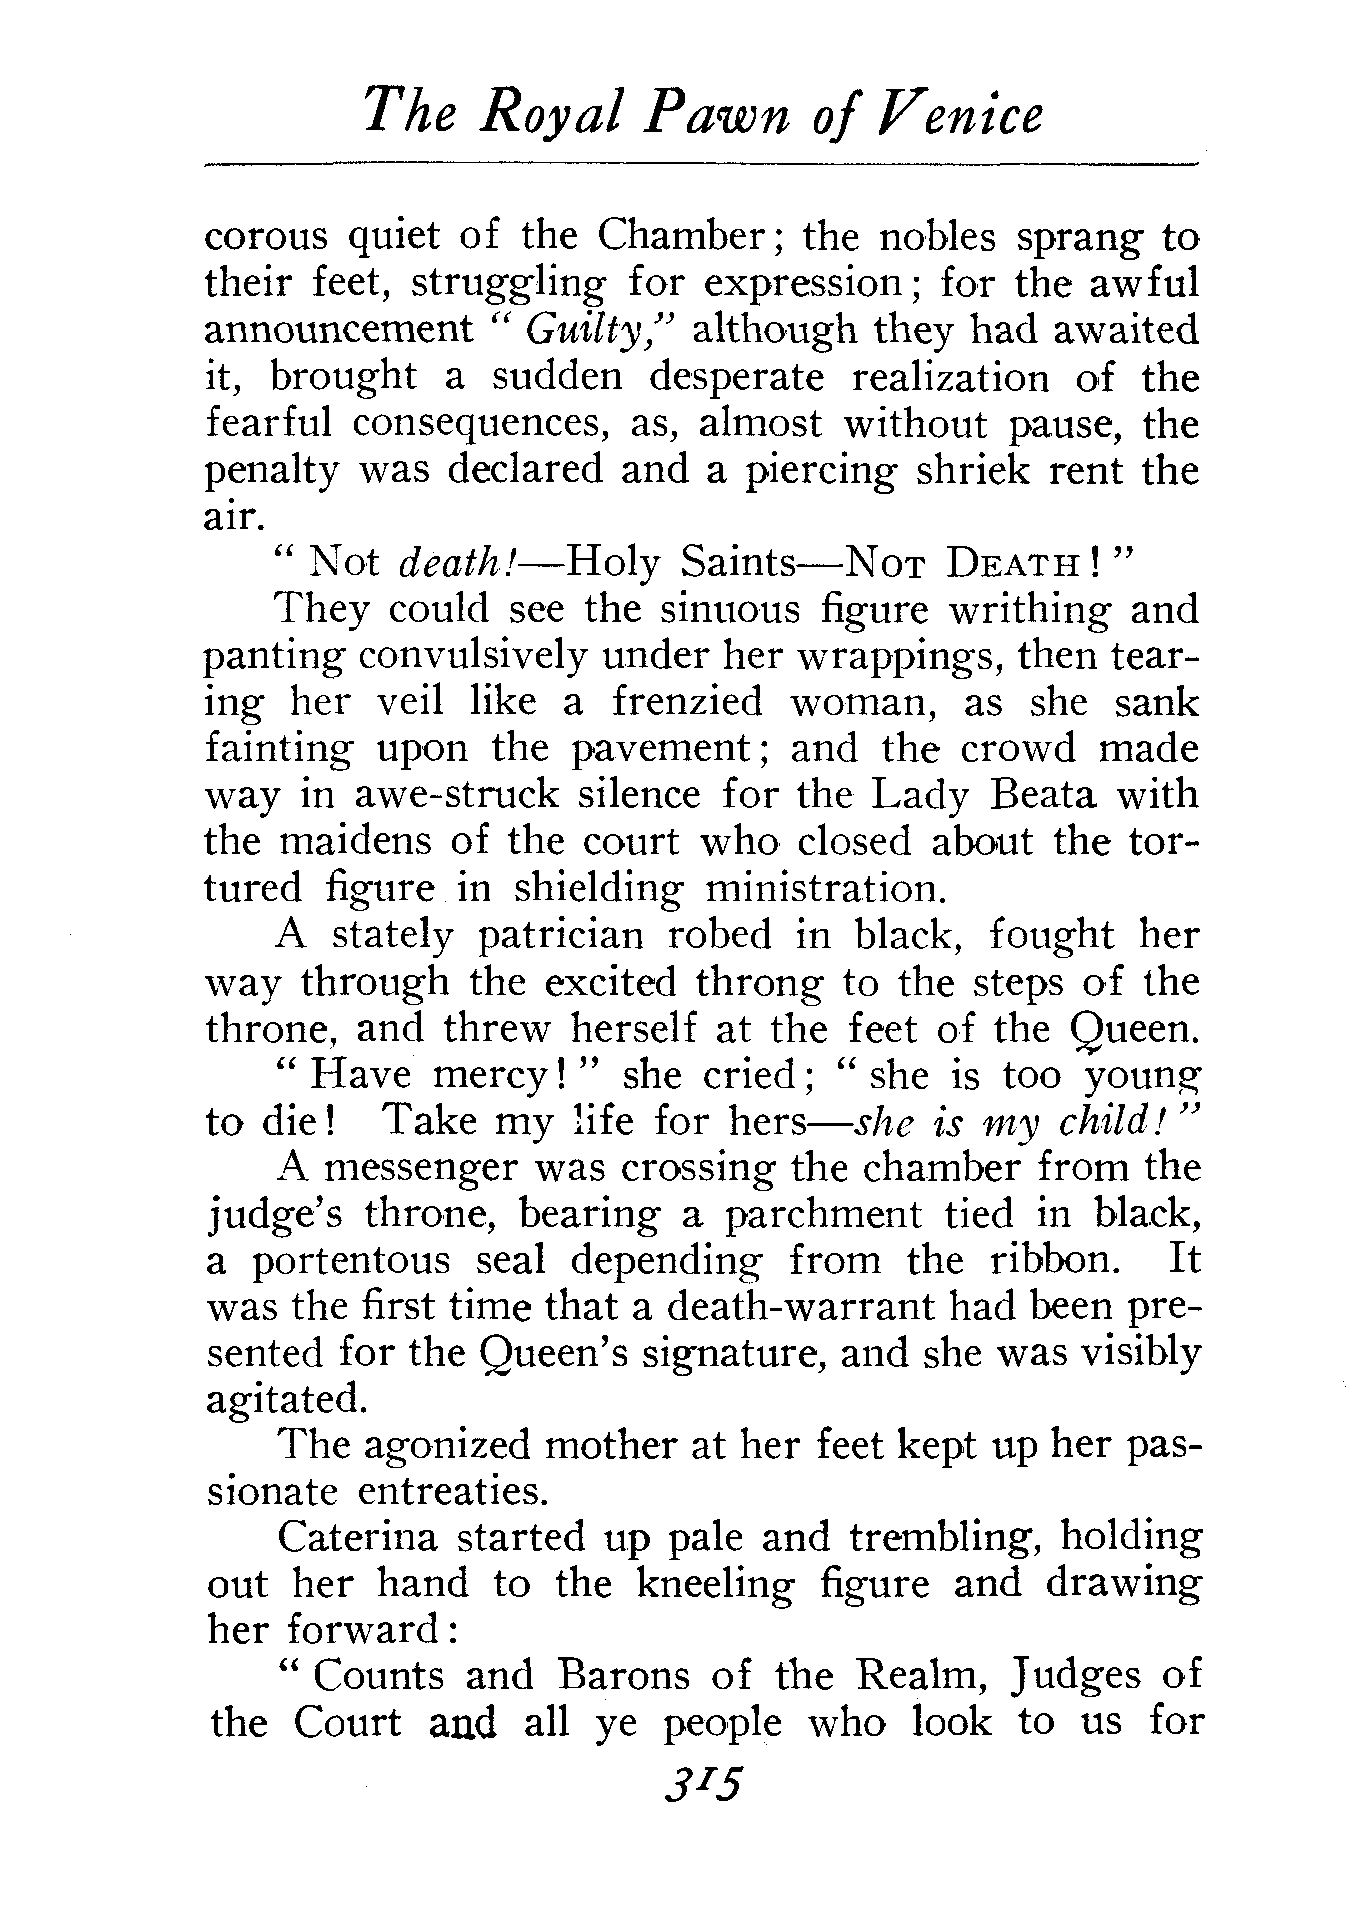 The Royal Pawn of Venice
corous quiet of the Chamber; the nobles sprang to
their feet, struggling for expression; for the awful
announcement " Guilty," although they had awaited
it, brought a sudden desperate realization of the
fearful consequences, as, almost without pause, the
penalty was declared and a piercing shriek rent the
air.
" Not death!—Holy Saints—NOT DEATH! "
They could see the sinuous figure writhing and
panting convulsively under her wrappings, then tear-
ing her veil like a frenzied woman, as she sank
fainting upon the pavement; and the crowd made
way in awe-struck silence for the Lady Beata with
the maidens of the court who closed about the tor-
tured figure in shielding ministration.
A stately patrician robed in black, fought her
way through the excited throng to the steps of the
throne, and threw herself at the feet of the Queen.
" Have mercy! " she cried; " she is too young
to die! Take my life for hers—she is my child! "
A messenger was crossing the chamber from the
judge's throne, bearing a parchment tied in black,
a portentous seal depending from the ribbon. It
was the first time that a death-warrant had been pre-
sented for the Queen's signature, and she was visibly
agitated.
The agonized mother at her feet kept up her pas-
sionate entreaties.
Caterina started up pale and trembling, holding
out her hand to the kneeling figure and drawing
her forward:
" Counts and Barons of the Realm, Judges of
the Court and all ye people who look to us for
315